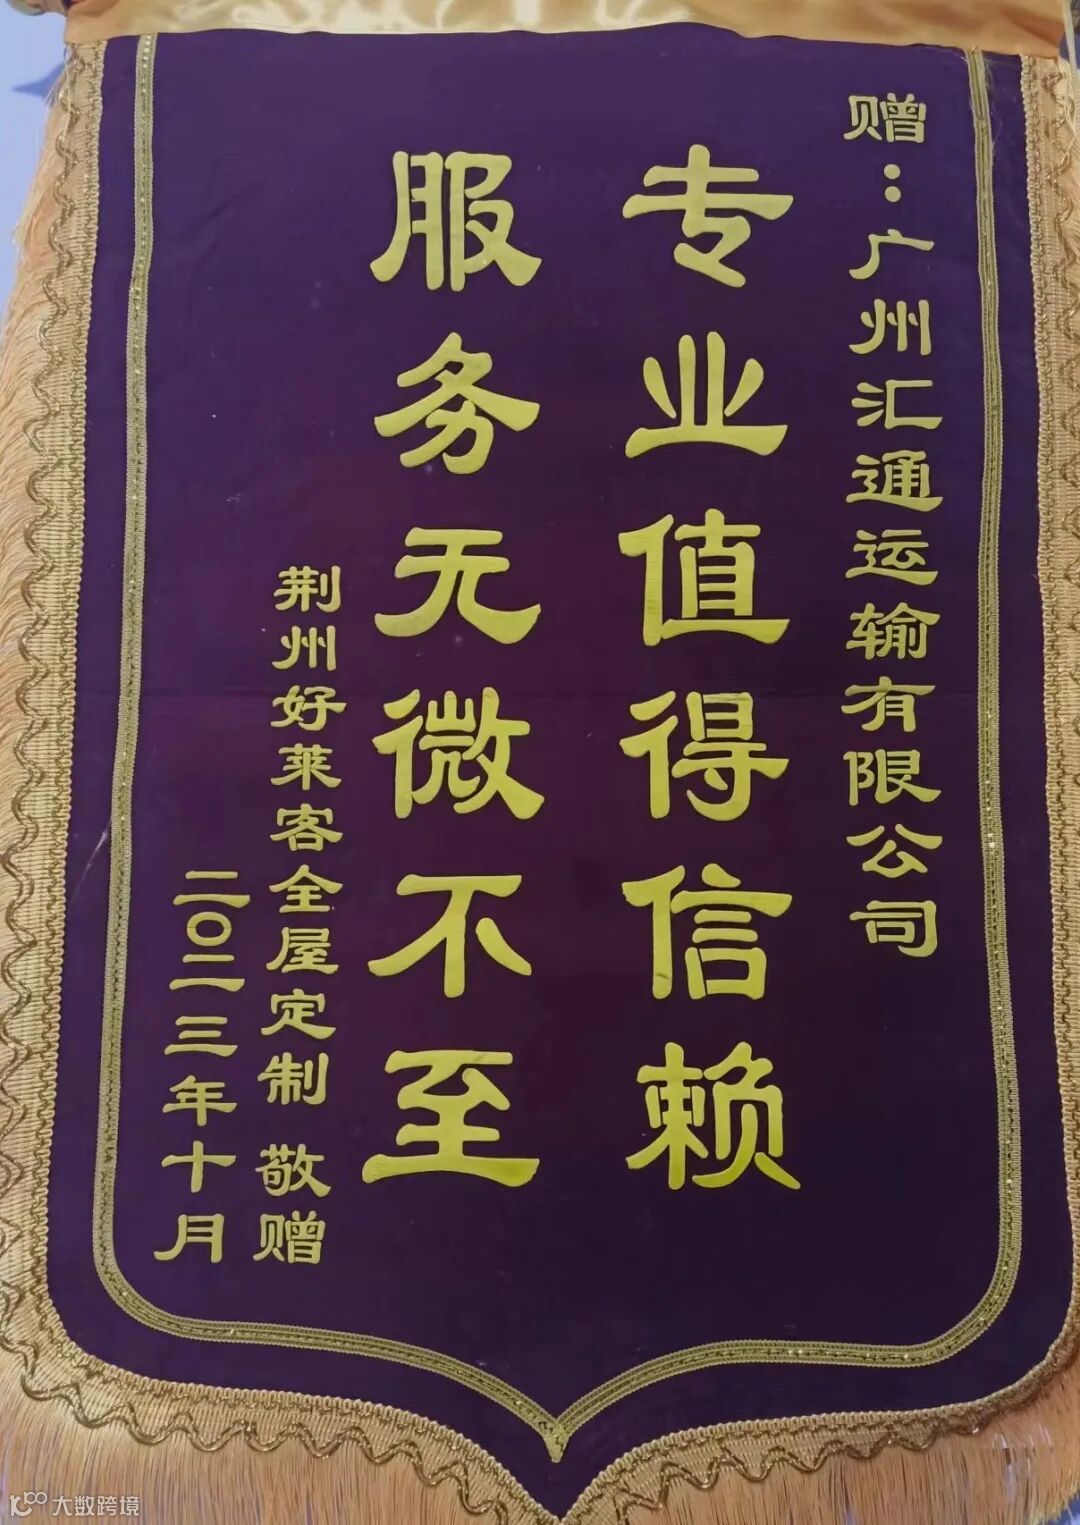 赠：广州汇通运输有限公司
专业值得信赖
服务无微不至
荆州好莱客全屋定制 敬赠
二〇二三年十月
大数跨境